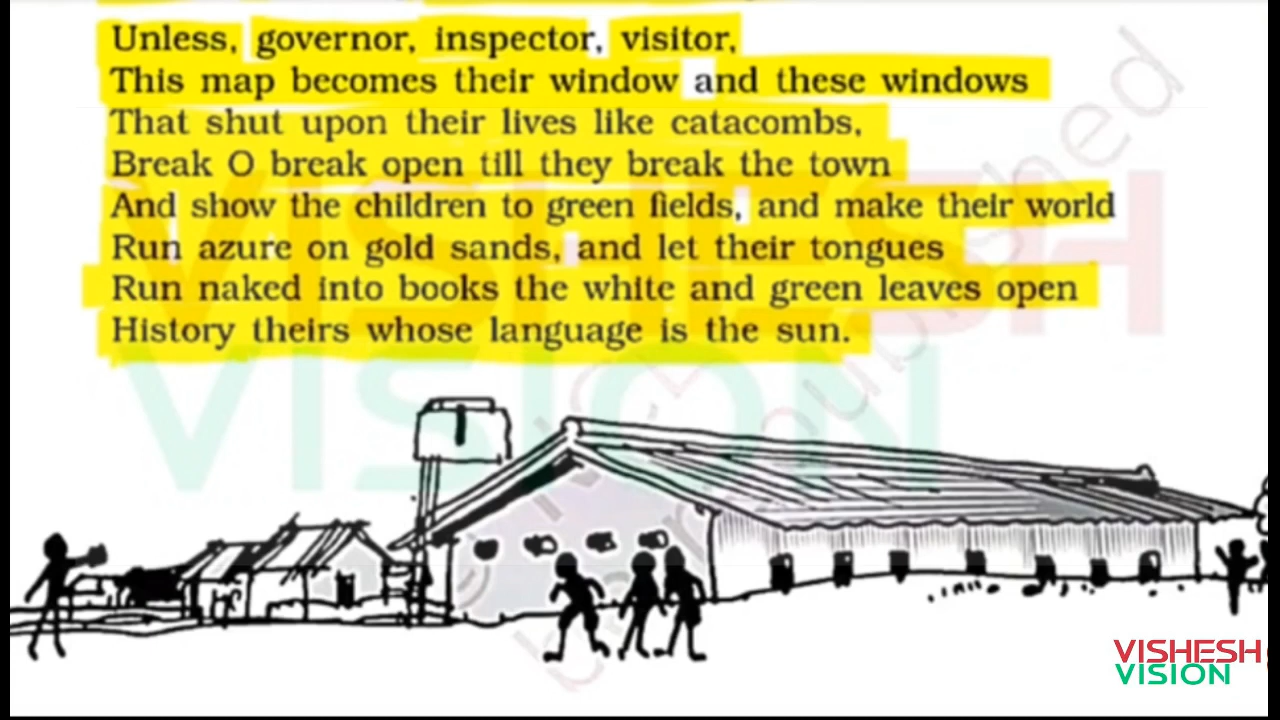 Unless, governor, inspector, visitor,
This map becomes their window and these windows
That shut upon their lives like catacombs,
Break O break open till they break the town
And show the children to green fields, and make their world
Run azure on gold sands, and let their tongues
Run naked into books the white and green leaves open
History theirs whose language is the sun.
VISHESH
VISION
VISHESH
VISION